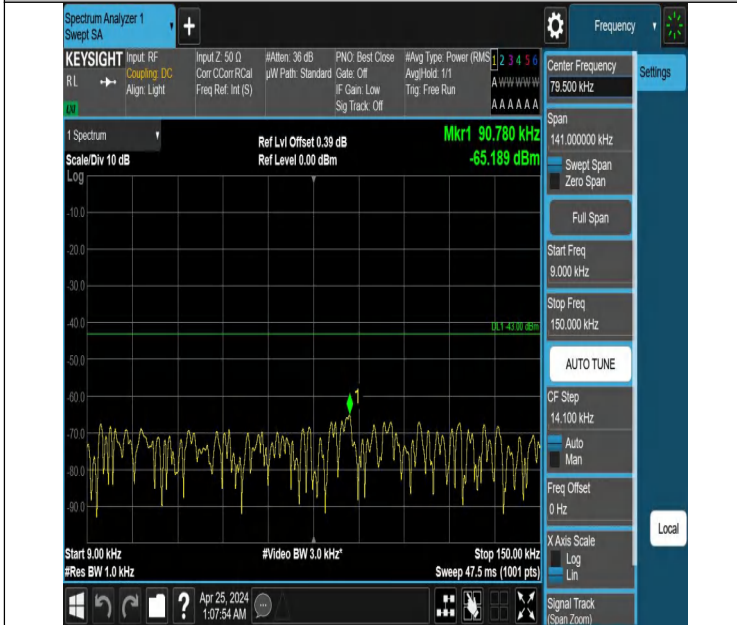 Spectrum Analyzer 1
Swept SA
Frequency
KEYSIGHT
RL
Input: RF
Coupling: DC
Align: Light
Input Z: 50 Ω
Corr CCorr RCal
Freq Ref: Int (S)
#Atten: 36 dB
µW Path: Standard
PNO: Best Close
Gate: Off
IF Gain: Low
Sig Track: Off
#Avg Type: Power (RMS
Avg|Hold: 1/1
Trig: Free Run
1 2 3 4 5 6
A W W W W W
A A A A A A
1 Spectrum
Scale/Div 10 dB
Ref Lvl Offset 0.39 dB
Ref Level 0.00 dBm
Mkr1 90.780 kHz
-65.189 dBm
Log
-10.0
-20.0
-30.0
-40.0
-50.0
-60.0
-70.0
-80.0
-90.0
DL1 -43.00 dBm
1
Start 9.00 kHz
#Res BW 1.0 kHz
#Video BW 3.0 kHz*
Stop 150.00 kHz
Sweep 47.5 ms (1001 pts)
Apr 25, 2024
1:07:54 AM
Center Frequency
79.500 kHz
Settings
Span
141.000000 kHz
Swept Span
Zero Span
Full Span
Start Freq
9.000 kHz
Stop Freq
150.000 kHz
AUTO TUNE
CF Step
14.100 kHz
Auto
Man
Freq Offset
0 Hz
X Axis Scale
Log
Lin
Local
Signal Track
(Span Zoom)